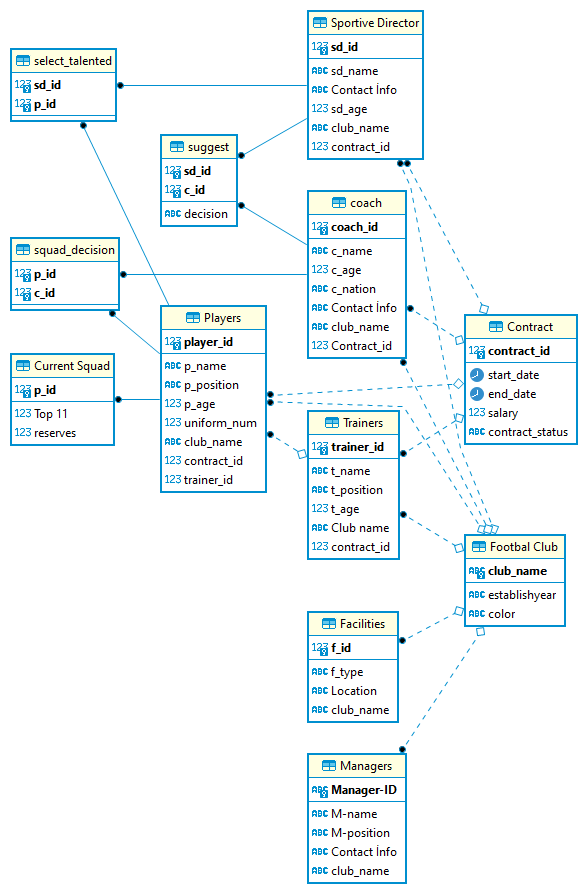 Sportive Director
123 sd_id
ABC sd_name
ABC Contact İnfo
123 sd_age
ABC club_name
123 contract_id
select_talented
123 sd_id
123 p_id
suggest
123 sd_id
123 c_id
ABC decision
coach
123 coach_id
ABC c_name
123 c_age
ABC c_nation
ABC Contact İnfo
ABC club_name
123 Contract_id
squad_decision
123 p_id
123 c_id
Players
123 player_id
ABC p_name
ABC p_position
123 p_age
123 uniform_num
ABC club_name
123 contract_id
123 trainer_id
Contract
123 contract_id
start_date
end_date
123 salary
ABC contract_status
Current Squad
123 p_id
123 Top 11
123 reserves
Trainers
123 trainer_id
ABC t_name
ABC t_position
123 t_age
ABC Club name
123 contract_id
Footbal Club
ABC club_name
ABC establishyear
ABC color
Facilities
123 f_id
ABC f_type
ABC Location
ABC club_name
Managers
ABC Manager-ID
ABC M-name
ABC M-position
ABC Contact İnfo
ABC club_name